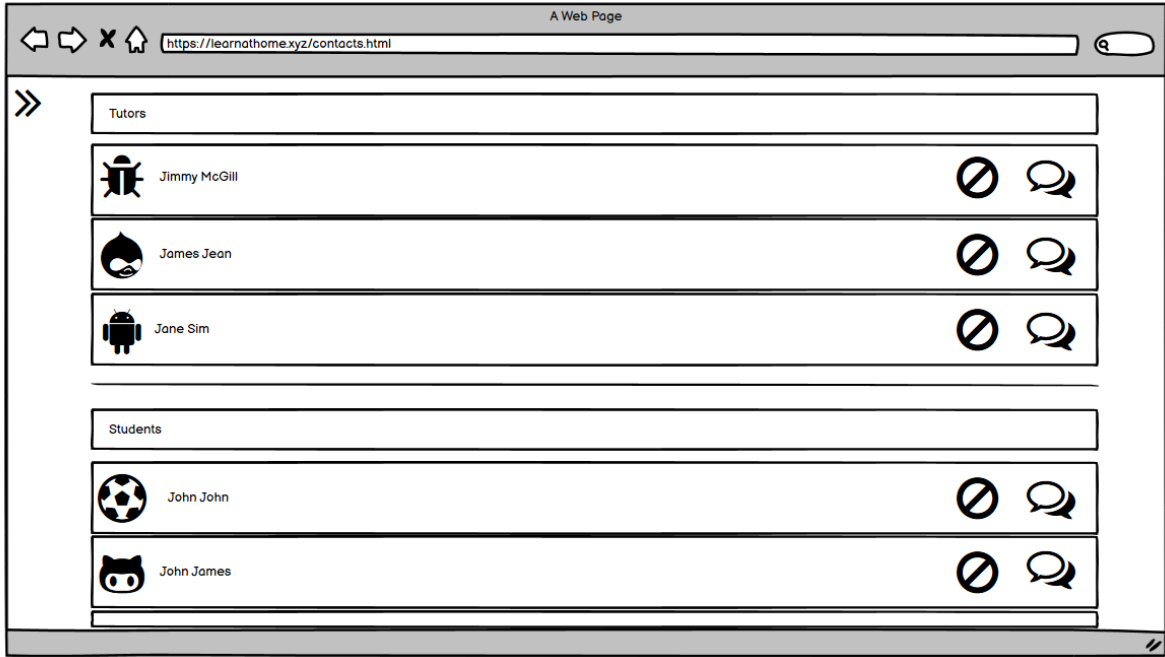 A Web Page
https://learnathome.xyz/contacts.html
Tutors
Jimmy McGill
James Jean
Jane Sim
Students
John John
John James